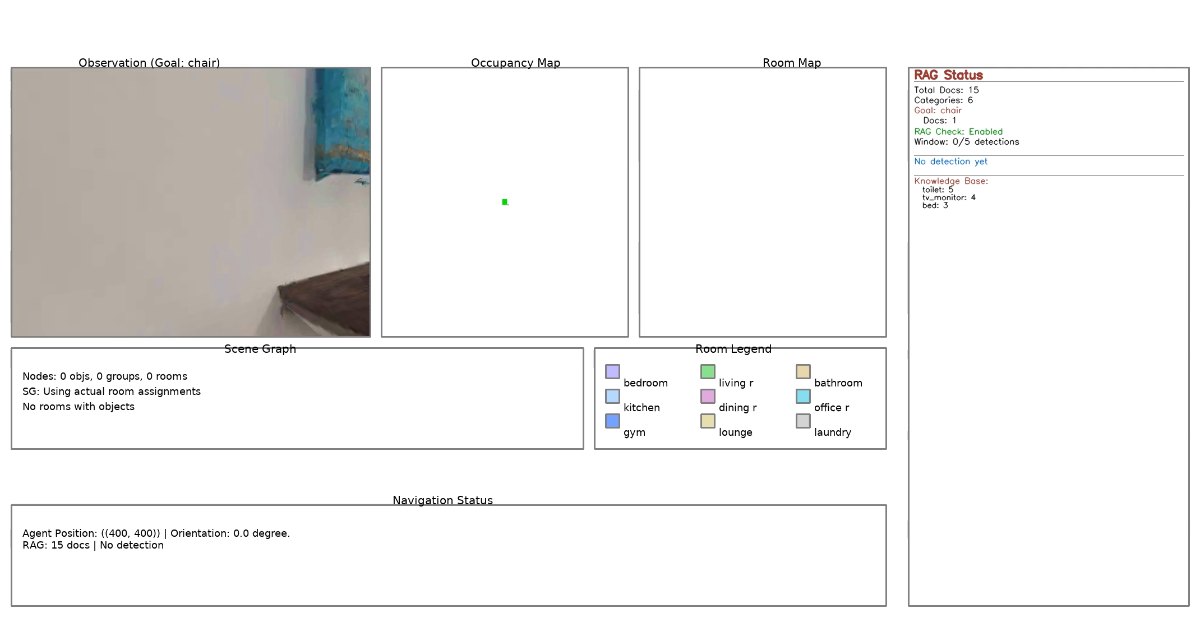 Observation (Goal: chair)
Occupancy Map
Room Map
RAG Status
Total Docs: 15
Categories: 6
Goal: chair
Docs: 1
RAG Check: Enabled
Window: 0/5 detections
No detection yet
Knowledge Base:
toilet: 5
tv_monitor: 4
bed: 3
Scene Graph
Nodes: 0 objs, 0 groups, 0 rooms
SG: Using actual room assignments
No rooms with objects
Room Legend
bedroom
living r
bathroom
kitchen
dining r
office r
gym
lounge
laundry
Navigation Status
Agent Position: ((400, 400)) | Orientation: 0.0 degree.
RAG: 15 docs | No detection